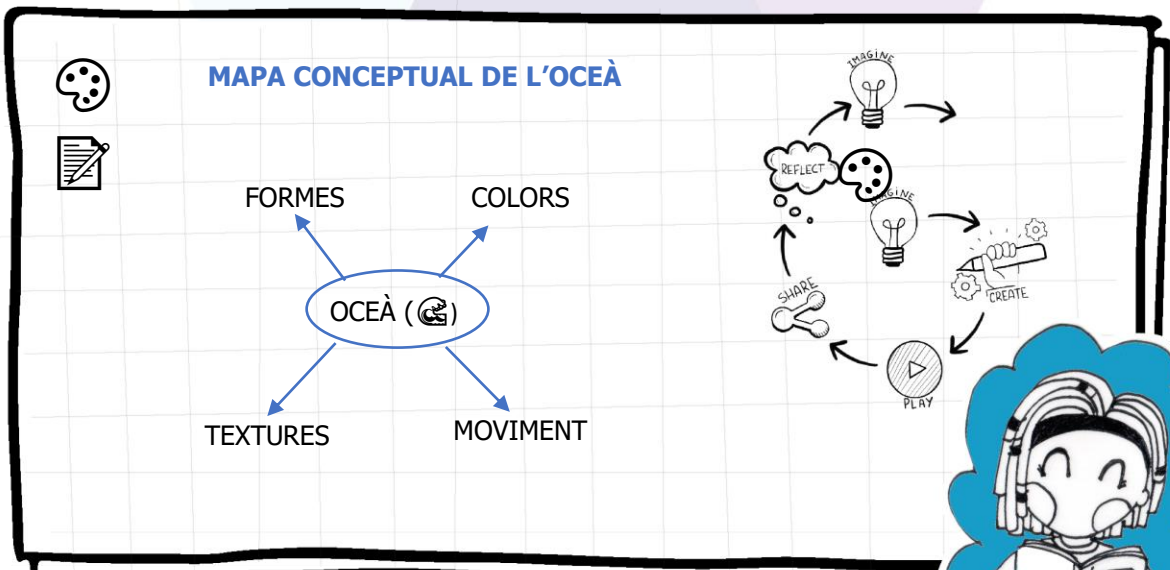 MAPA CONCEPTUAL DE L’OCEÀ
FORMES
COLORS
OCEÀ ( )
TEXTURES
MOVIMENT
IMAGINE
REFLECT
IMAGINE
CREATE
SHARE
PLAY